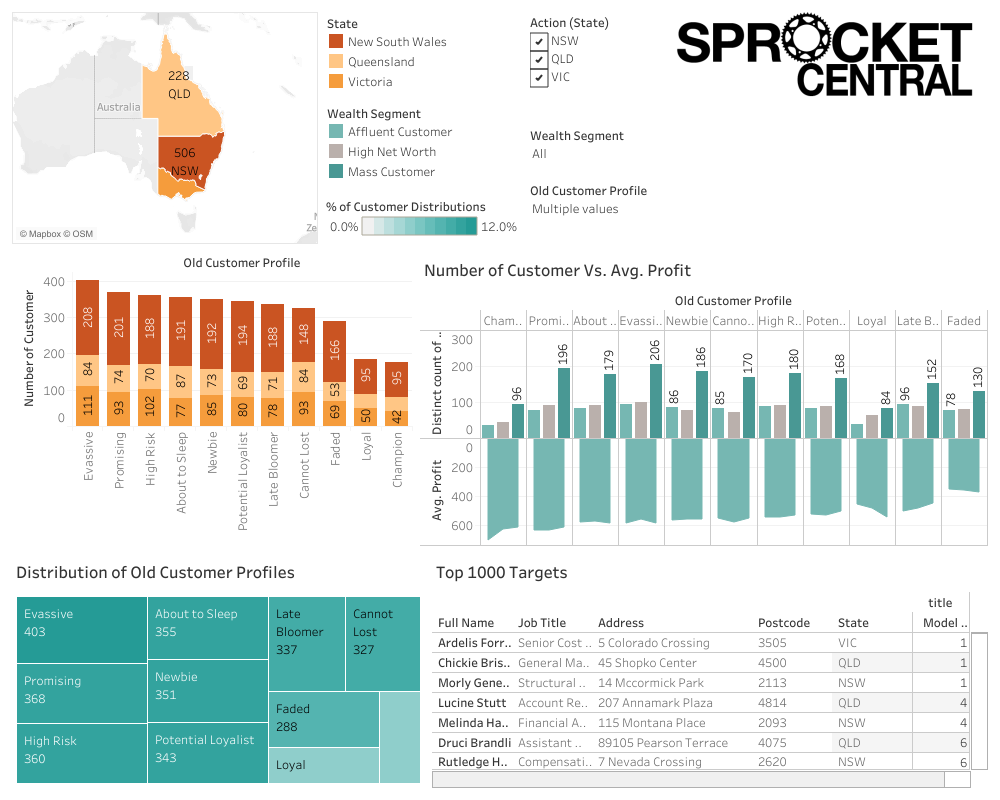 228
QLD
Australia
506
NSW
© Mapbox © OSM
State
New South Wales
Queensland
Victoria
Wealth Segment
Affluent Customer
High Net Worth
Mass Customer
% of Customer Distributions
0.0%
12.0%
Action (State)
NSW
QLD
VIC
Wealth Segment
All
Old Customer Profile
Multiple values
SPROCKET
CENTRAL
Old Customer Profile
Number of Customer
400
300
200
100
0
208 201 188 191 192 194 188 148 166 95 95
84 74 70 87 73 69 71 84 53
111 93 102 77 85 80 78 93 69 50 42
Evassive
Promising
High Risk
About to Sleep
Newbie
Potential Loyalist
Late Bloomer
Cannot Lost
Faded
Loyal
Champion
Number of Customer Vs. Avg. Profit
Old Customer Profile
Cham.. Promi.. About .. Evassi.. Newbie Canno.. High R.. Poten.. Loyal Late B.. Faded
Distinct count of ..
300
200
100
0
96 196 179 206 86 186 85 170 180 168 84 96 152 78 130
Avg. Profit
0
200
400
600
Distribution of Old Customer Profiles
Evassive
403
Promising
368
High Risk
360
About to Sleep
355
Newbie
351
Potential Loyalist
343
Late
Bloomer
337
Cannot
Lost
327
Faded
288
Loyal
Top 1000 Targets
title
Full Name Job Title Address Postcode State Model ..
Ardelis Forr.. Senior Cost .. 5 Colorado Crossing 3505 VIC 1
Chickie Bris.. General Ma.. 45 Shopko Center 4500 QLD 1
Morly Gene.. Structural .. 14 Mccormick Park 2113 NSW 1
Lucine Stutt Account Re.. 207 Annamark Plaza 4814 QLD 4
Melinda Ha.. Financial A.. 115 Montana Place 2093 NSW 4
Druci Brandli Assistant .. 89105 Pearson Terrace 4075 QLD 6
Rutledge H.. Compensati.. 7 Nevada Crossing 2620 NSW 6